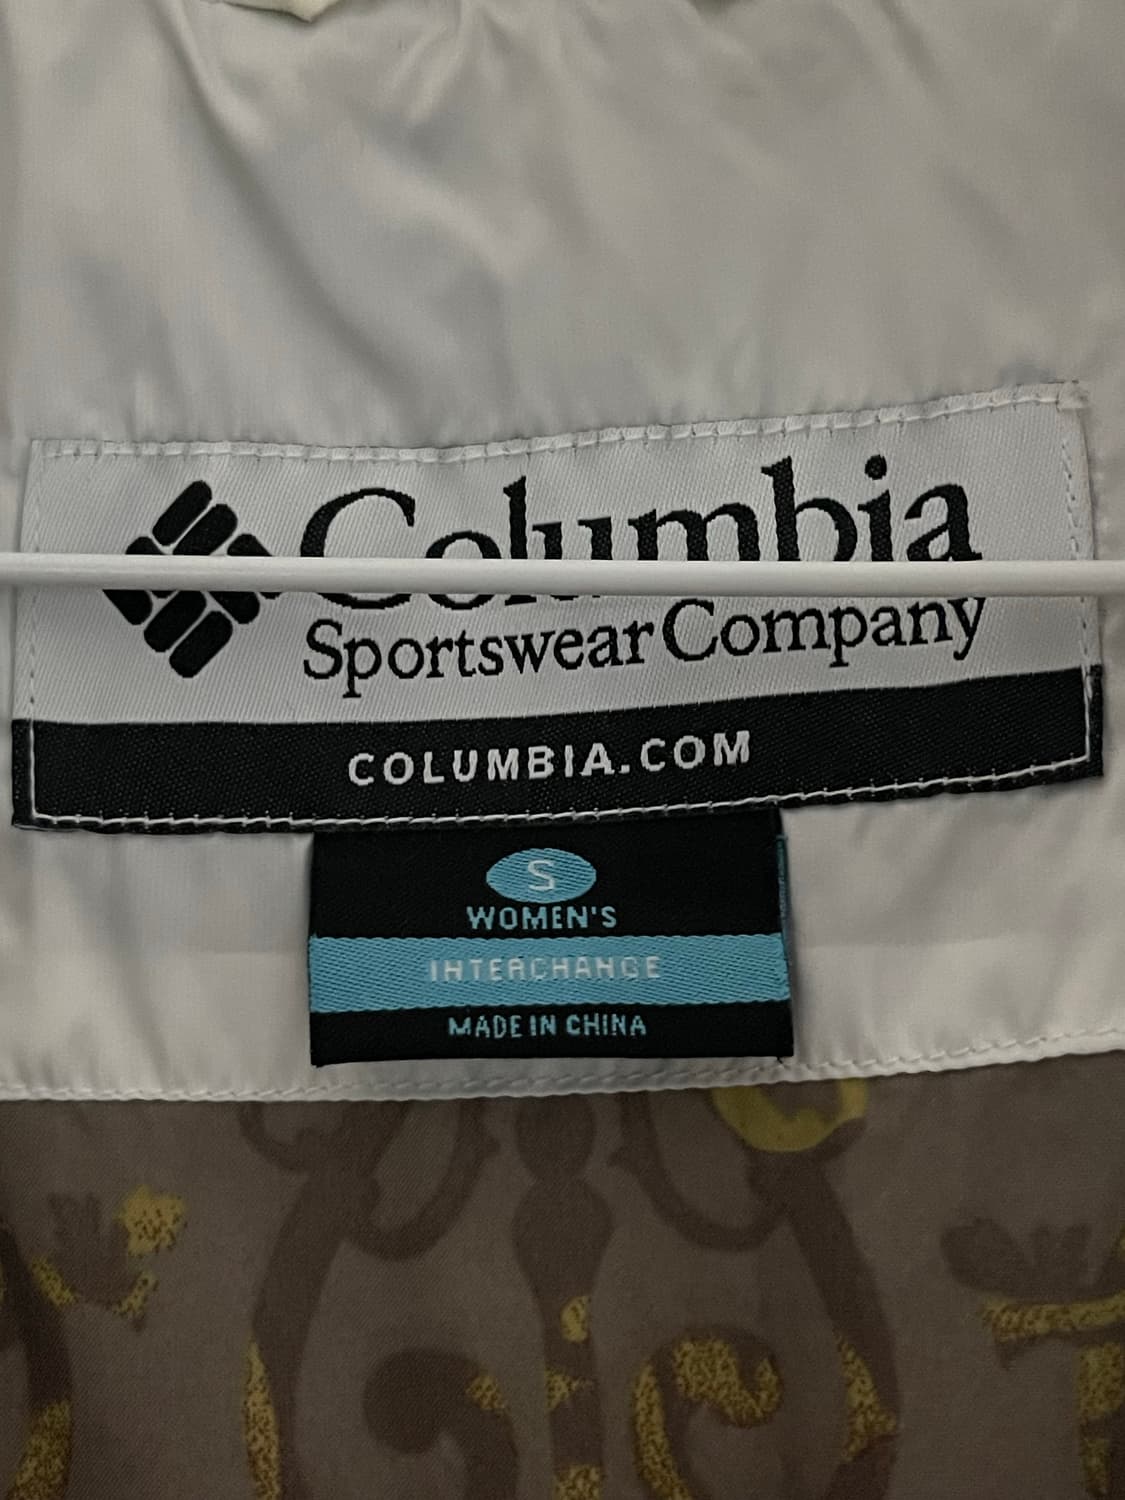 Columbia
Sportswear Company
COLUMBIA.COM
S
WOMEN'S
INTERCHANGE
MADE IN CHINA